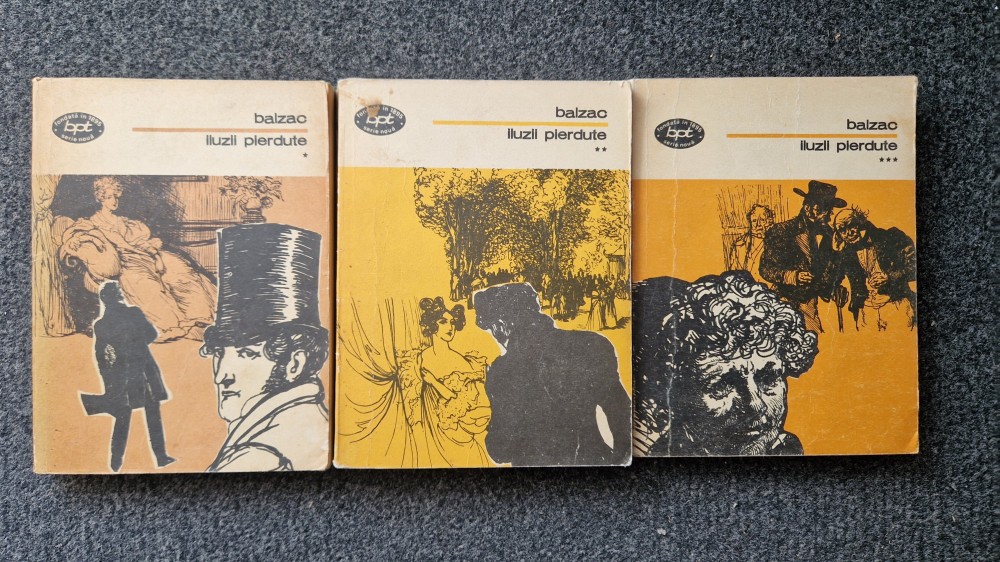 fondată în 1895
bpt
serie nouă
balzac
iluzii pierdute
*
fondată în 1895
bpt
serie nouă
balzac
iluzii pierdute
**
fondată în 1895
bpt
serie nouă
balzac
iluzii pierdute
***